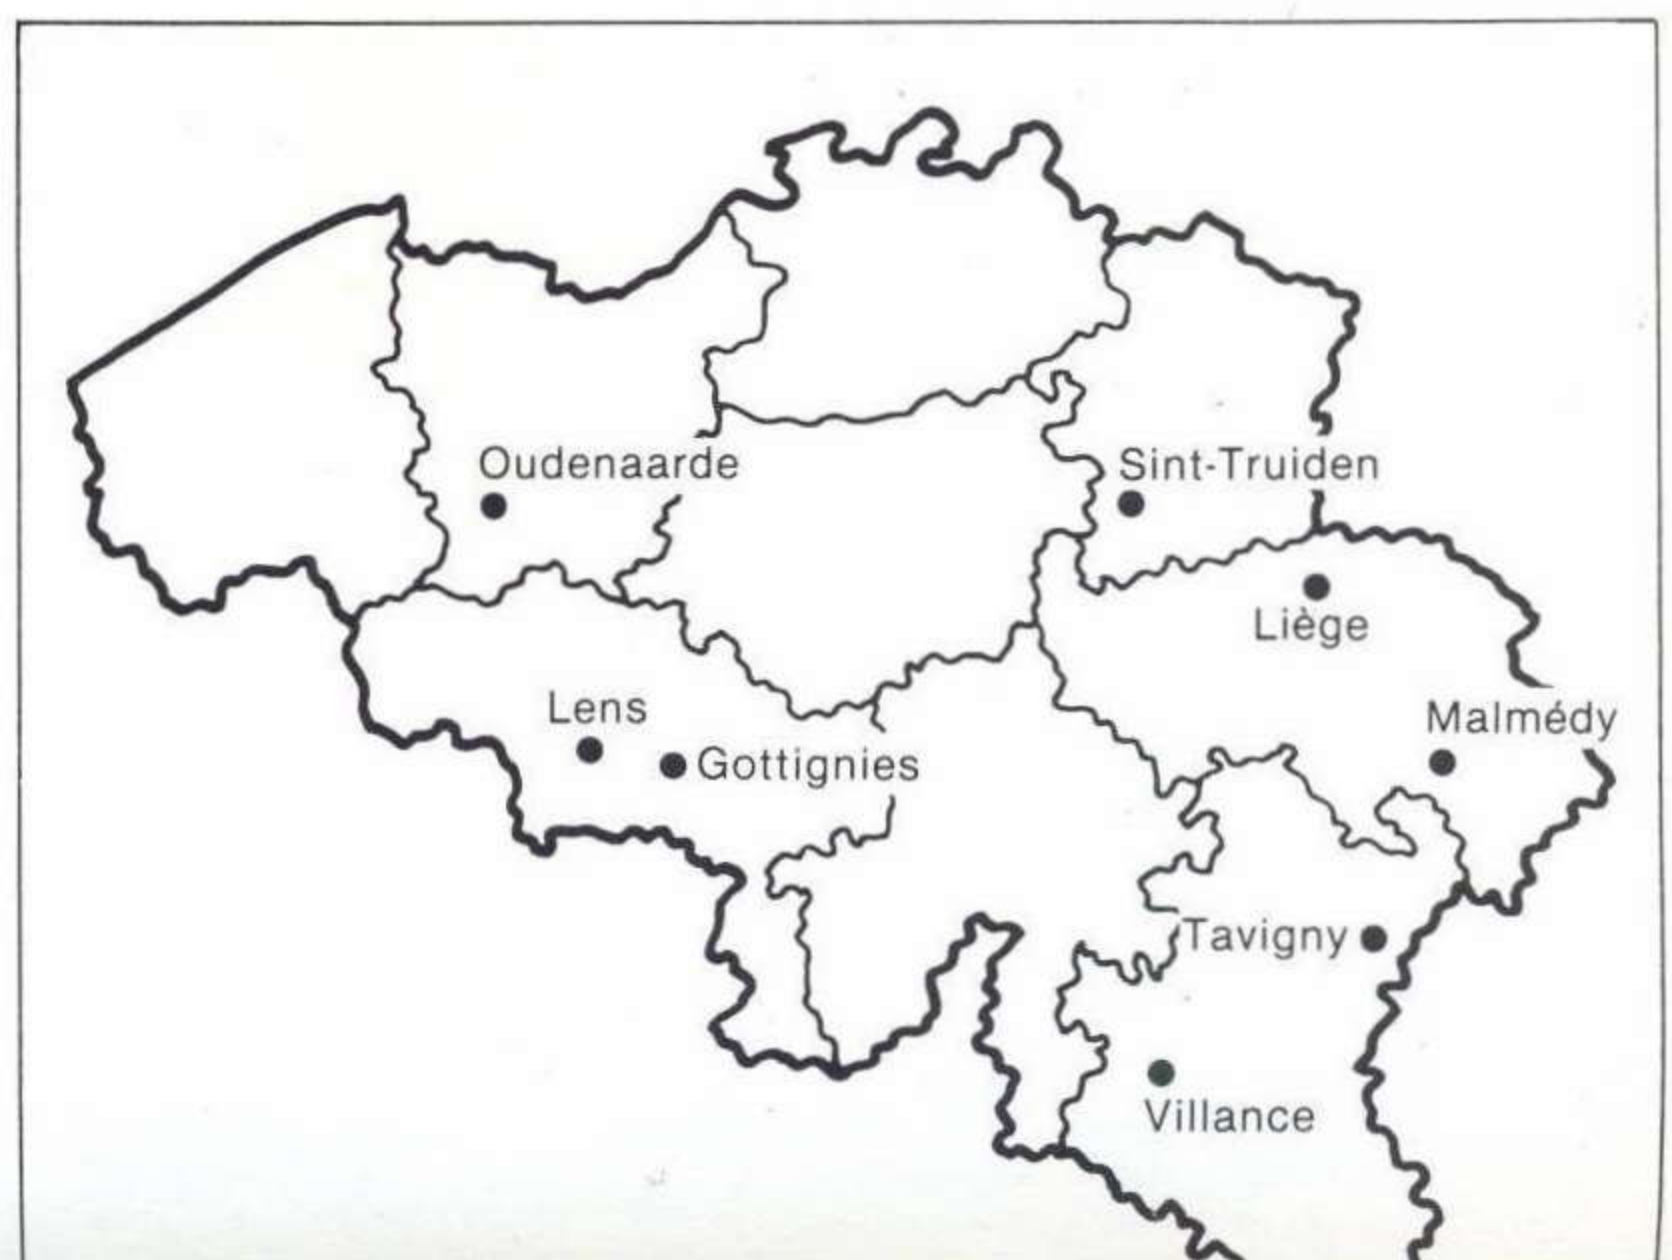 Oudenaarde
Sint-Truiden
Liège
Lens
Malmédy
Gottignies
Tavigny
Villance